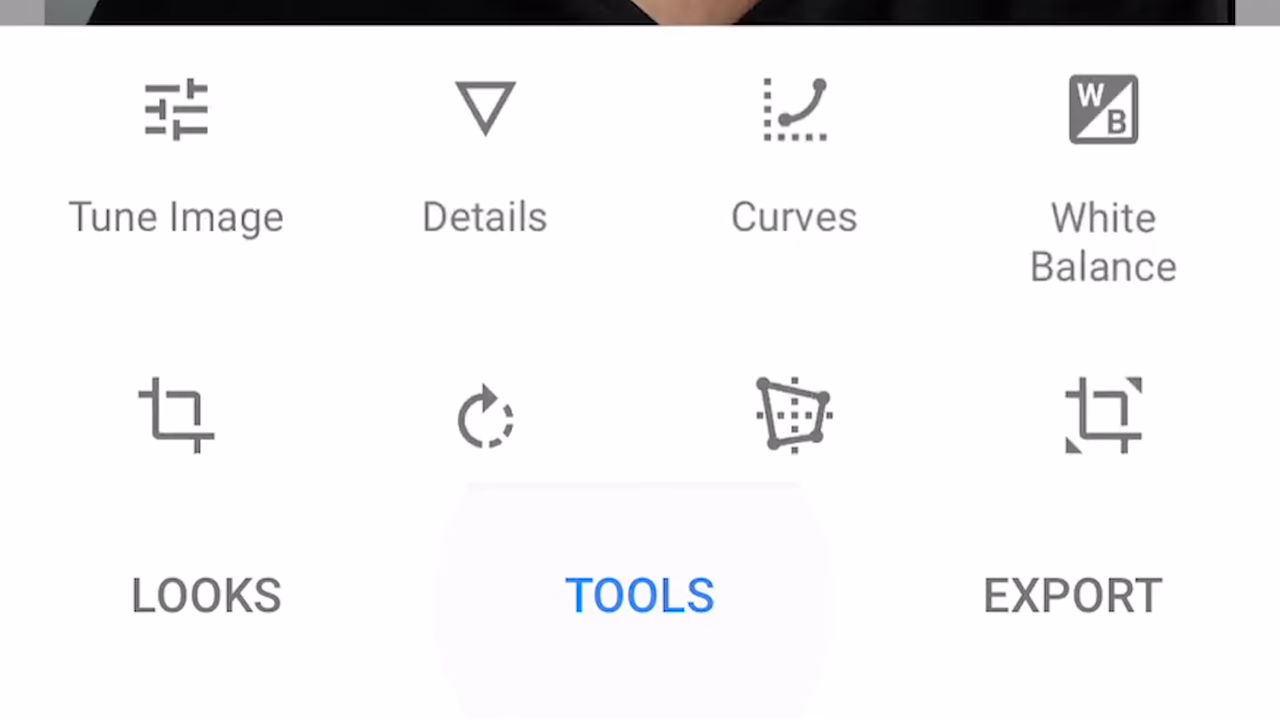 W
B
Tune Image
Details
Curves
White
Balance
LOOKS
TOOLS
EXPORT